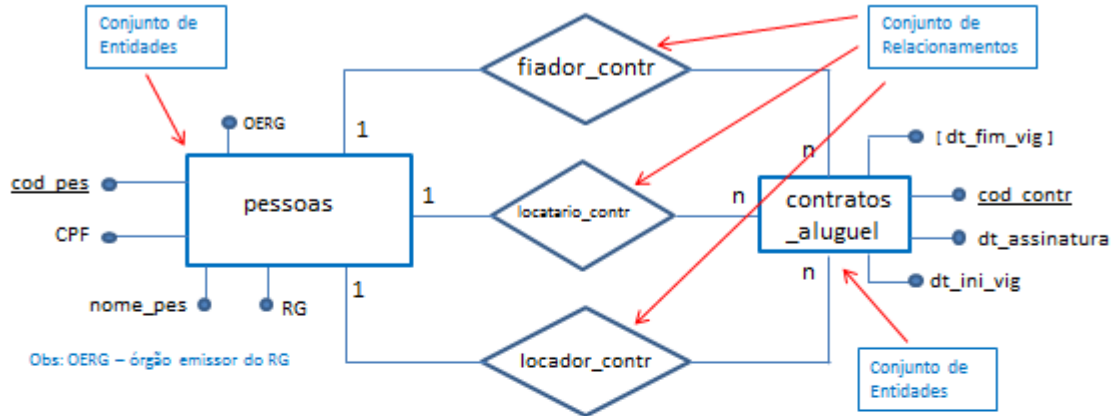 Conjunto de
Entidades
Conjunto de
Relacionamentos
fiador_contr
OERG
1
n
[ dt_fim_vig ]
cod_pes
pessoas
1
locatario_contr
n
contratos
_aluguel
cod_contr
CPF
dt_assinatura
nome_pes
RG
1
n
dt_ini_vig
Obs: OERG – órgão emissor do RG
locador_contr
Conjunto de
Entidades